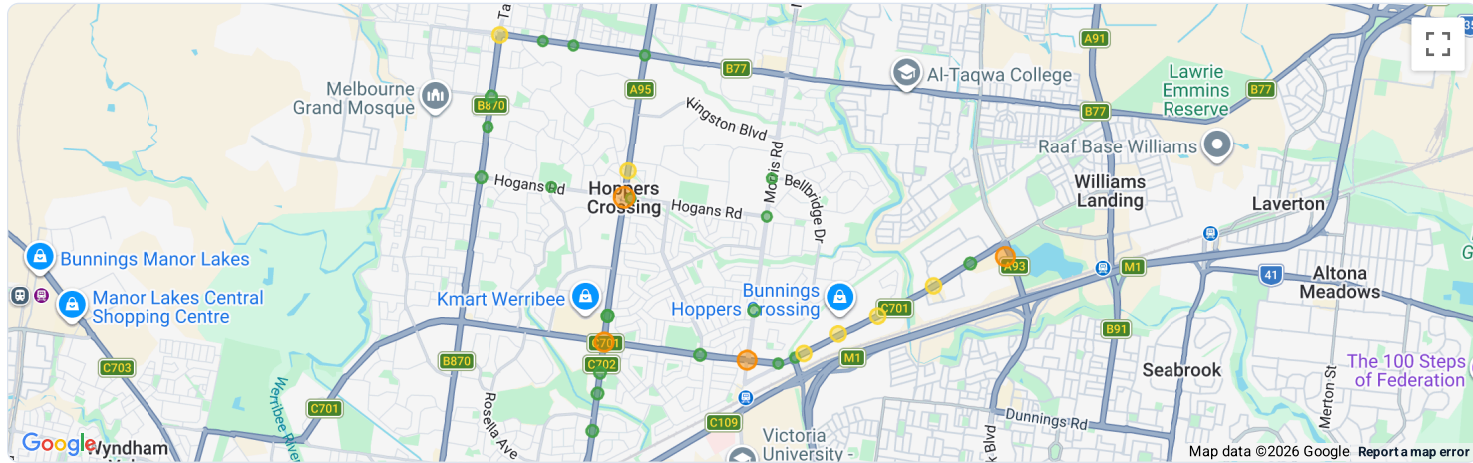 Ta
A91
B77
Al-Taqwa College
Lawrie
Emmins
Reserve
B77
Melbourne
Grand Mosque
B870
A95
Kingston Blvd
B77
Raaf Base Williams
Morris Rd
Hogans Rd
Hoppers
Crossing
Bellbridge Dr
Hogans Rd
Williams
Landing
Laverton
Bunnings Manor Lakes
A93
M1
41
Altona
Meadows
Manor Lakes Central
Shopping Centre
Kmart Werribee
Bunnings
Hoppers Crossing
C701
B91
C701
C702
M1
B870
C703
Seabrook
The 100 Steps
of Federation
Werribee River
C701
Rosella Ave
C109
Dunnings Rd
Merton St
k Blvd
Victoria
University -
Google
Wyndham
Map data ©2026 Google
Report a map error